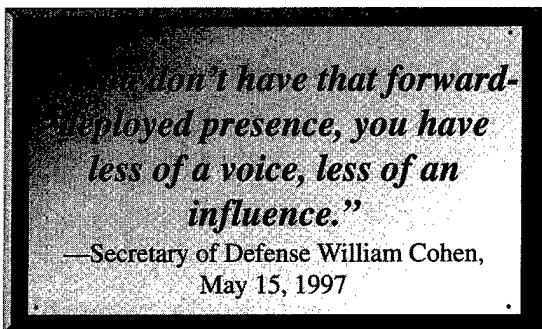 don't have that forward-
deployed presence, you have
less of a voice, less of an
influence."
—Secretary of Defense William Cohen,
May 15, 1997